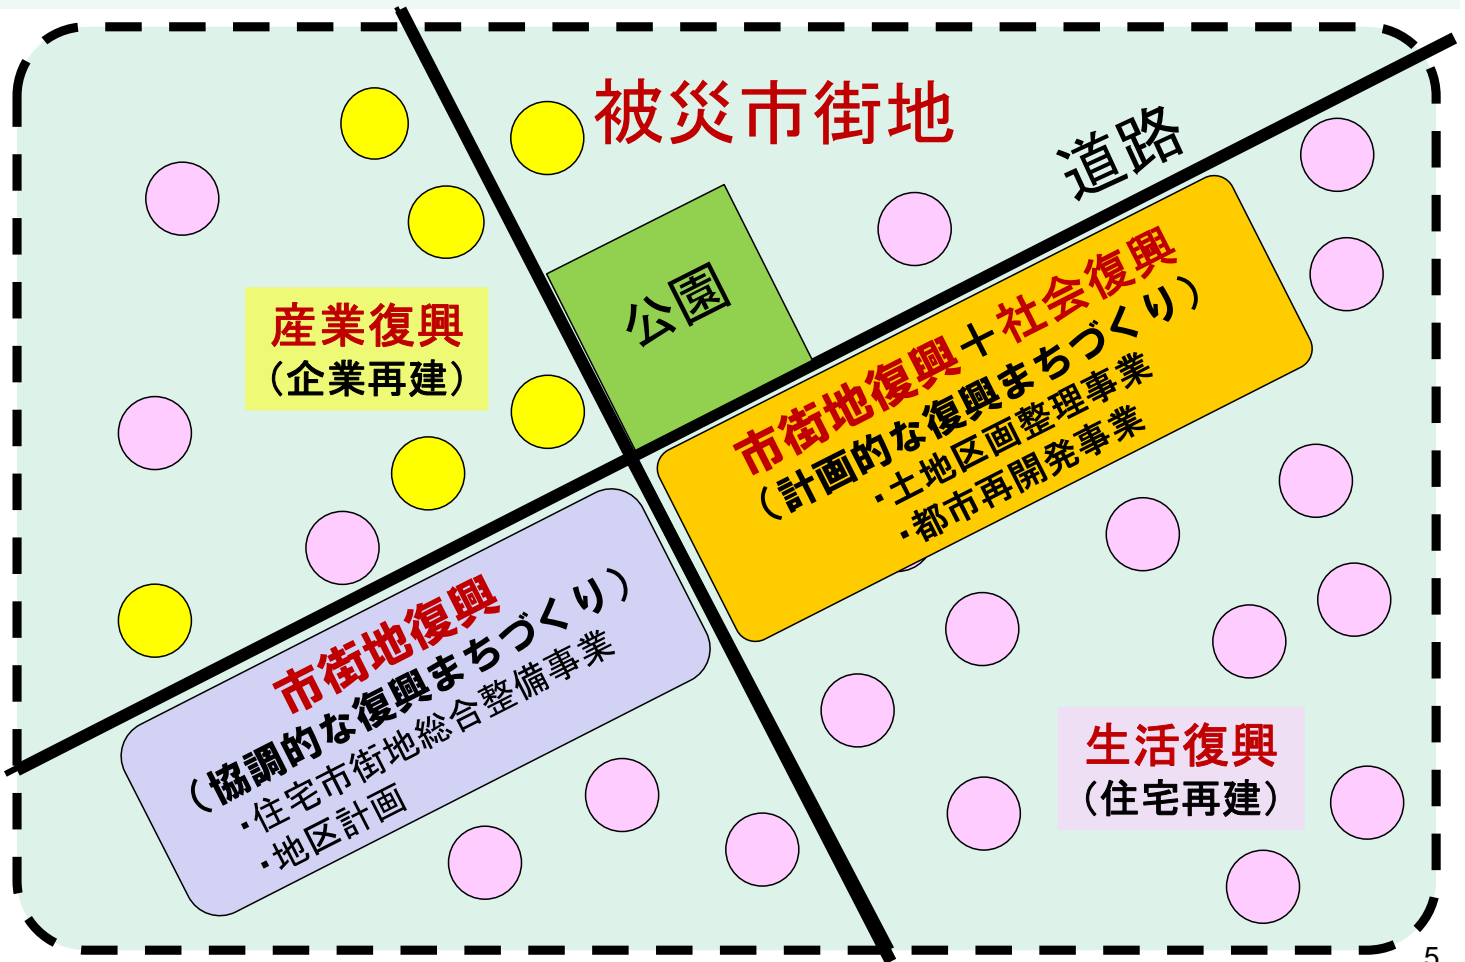 被災市街地
道路
公園
産業復興
（企業再建）
市街地復興＋社会復興
（計画的な復興まちづくり）
・土地区画整理事業
・都市再開発事業
市街地復興
（協調的な復興まちづくり）
・住宅市街地総合整備事業
・地区計画
生活復興
（住宅再建）
5